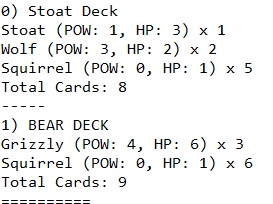 0) Stoat Deck
Stoat (POW: 1, HP: 3) x 1
Wolf (POW: 3, HP: 2) x 2
Squirrel (POW: 0, HP: 1) x 5
Total Cards: 8
-----
1) BEAR DECK
Grizzly (POW: 4, HP: 6) x 3
Squirrel (POW: 0, HP: 1) x 6
Total Cards: 9
==========